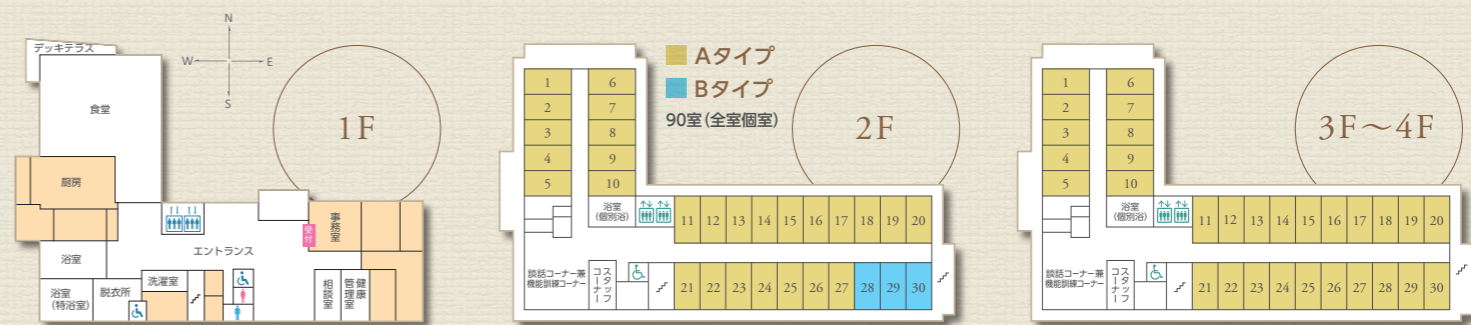 N
W
E
S
デッキテラス
食堂
1F
厨房
事務室
受付
エントランス
浴室
浴室
(特浴室)
脱衣所
洗濯室
相談室
健康
管理室
Aタイプ
Bタイプ
90室(全室個室)
2F
1
6
2
7
3
8
4
9
5
10
浴室
(個別浴)
11 12 13 14 15 16 17 18 19 20
談話コーナー兼
機能訓練コーナー
スタッフ
コーナー
21 22 23 24 25 26 27 28 29 30
3F〜4F
1
6
2
7
3
8
4
9
5
10
浴室
(個別浴)
11 12 13 14 15 16 17 18 19 20
談話コーナー兼
機能訓練コーナー
スタッフ
コーナー
21 22 23 24 25 26 27 28 29 30